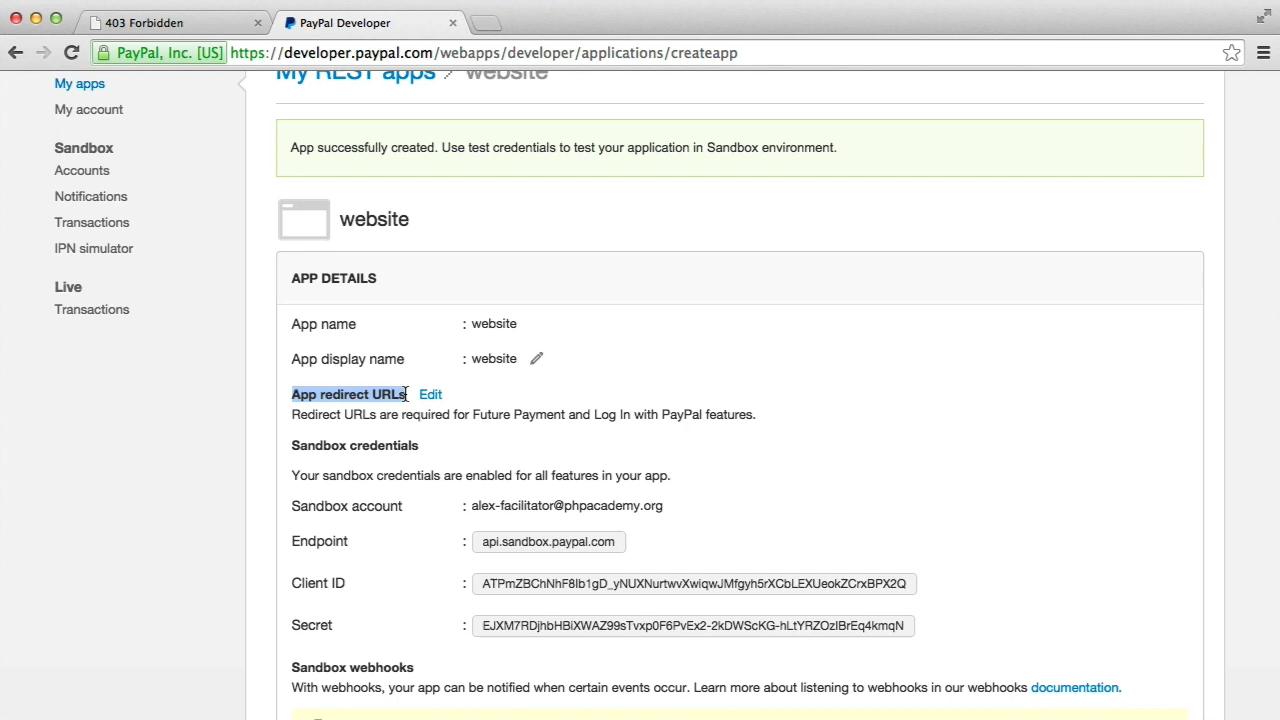 403 Forbidden
PayPal Developer
PayPal, Inc. [US]
https://developer.paypal.com/webapps/developer/applications/createapp
My apps
My account
Sandbox
Accounts
Notifications
Transactions
IPN simulator
Live
Transactions
My REST apps / website
App successfully created. Use test credentials to test your application in Sandbox environment.
website
APP DETAILS
App name : website
App display name : website
App redirect URLs Edit
Redirect URLs are required for Future Payment and Log In with PayPal features.
Sandbox credentials
Your sandbox credentials are enabled for all features in your app.
Sandbox account : alex-facilitator@phpacademy.org
Endpoint : api.sandbox.paypal.com
Client ID : ATPmZBChNhF8Ib1gD_yNUXNurtwvXwiqwJMfgyh5rXCbLEXUeokZCrxBPX2Q
Secret : EJXM7RDjhbHBiXWAZ99sTvxp0F6PvEx2-2kDWScKG-hLtYRZOzIBrEq4kmqN
Sandbox webhooks
With webhooks, your app can be notified when certain events occur. Learn more about listening to webhooks in our webhooks documentation.